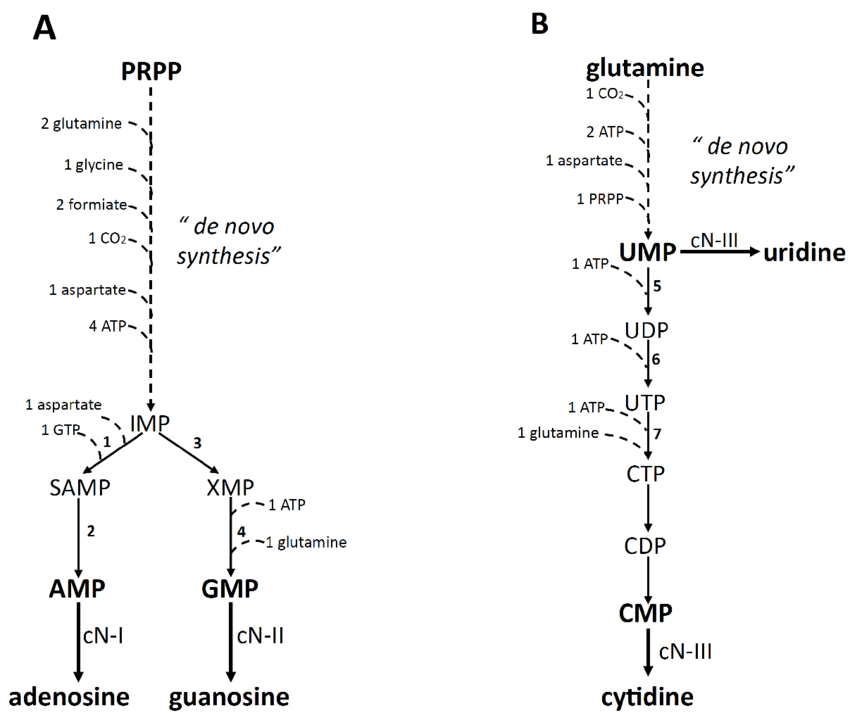 A
PRPP
2 glutamine
1 glycine
2 formiate
1 CO₂
“ de novo
synthesis”
1 aspartate
4 ATP
1 aspartate
IMP
1 GTP
1
3
SAMP
XMP
1 ATP
2
4
1 glutamine
AMP
GMP
cN-I
cN-II
adenosine
guanosine
B
glutamine
1 CO₂
2 ATP
1 aspartate
“ de novo
synthesis”
1 PRPP
UMP
cN-III
uridine
1 ATP
5
UDP
1 ATP
6
UTP
1 ATP
7
1 glutamine
CTP
CDP
CMP
cN-III
cytidine